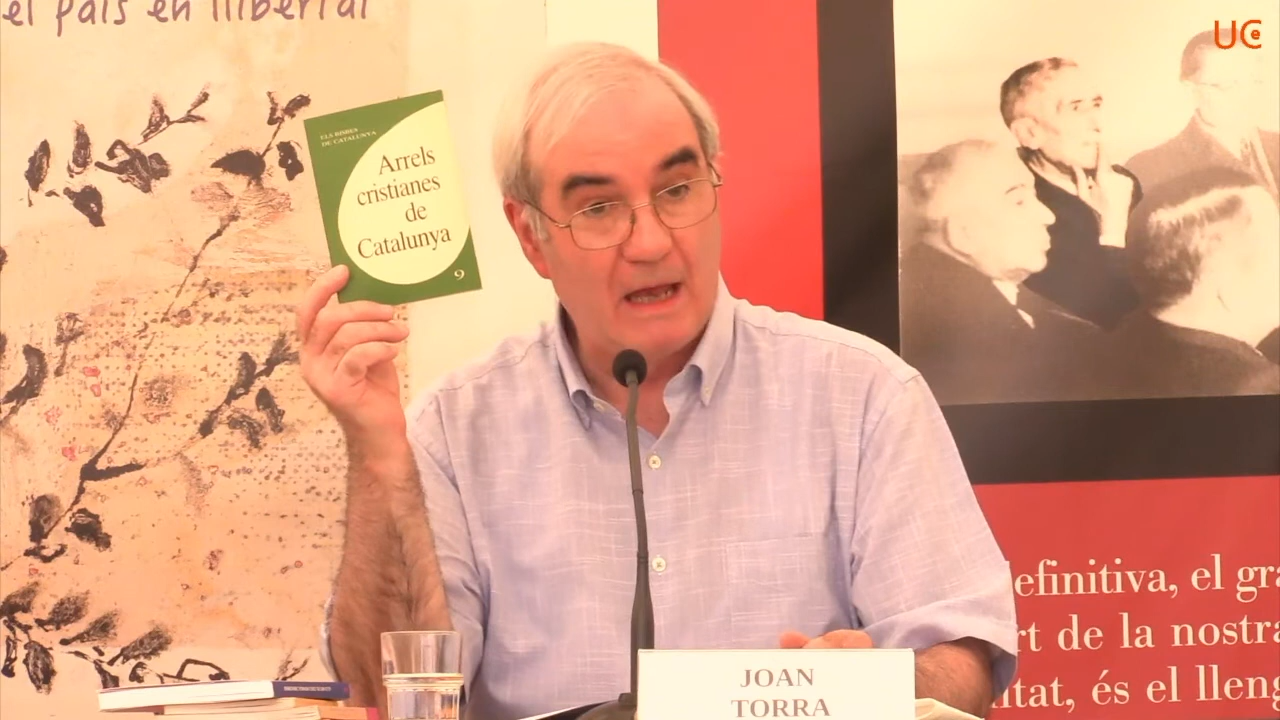 el país en llibertat
UCe
ELS BISBES
DE CATALUNYA
Arrels
cristianes
de
Catalunya
9
efinitiva, el gra
rt de la nostra
itat, és el lleng
JOAN
TORRA